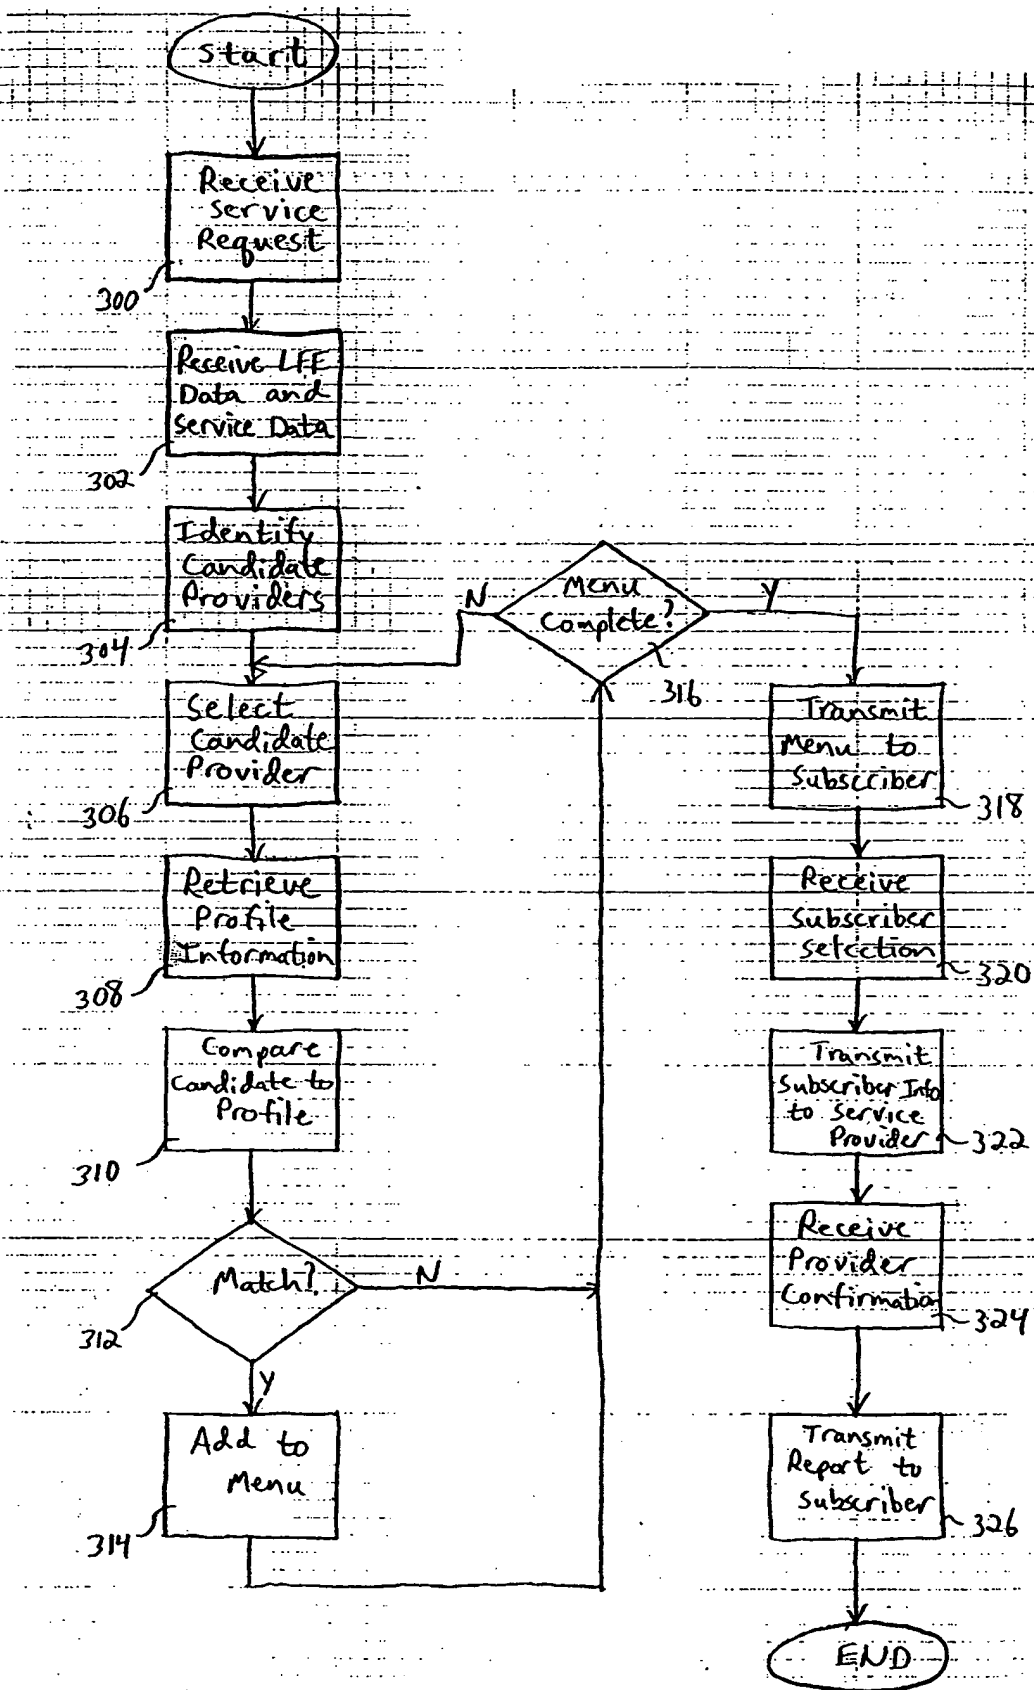 Start
Receive
Service
Request
300
Receive LFE
Data and
Service Data
302
Identify
Candidate
Providers
304
Select
Candidate
Provider
306
Retrieve
Profile
Information
308
Compare
Candidate to
Profile
310
Match?
N
312
Y
Add to
Menu
314
Menu
Complete?
N
Y
316
Transmit
Menu to
Subscriber
318
Receive
Subscriber
Selection
320
Transmit
Subscriber Info
to Service
Provider
322
Receive
Provider
Confirmation
324
Transmit
Report to
Subscriber
326
END